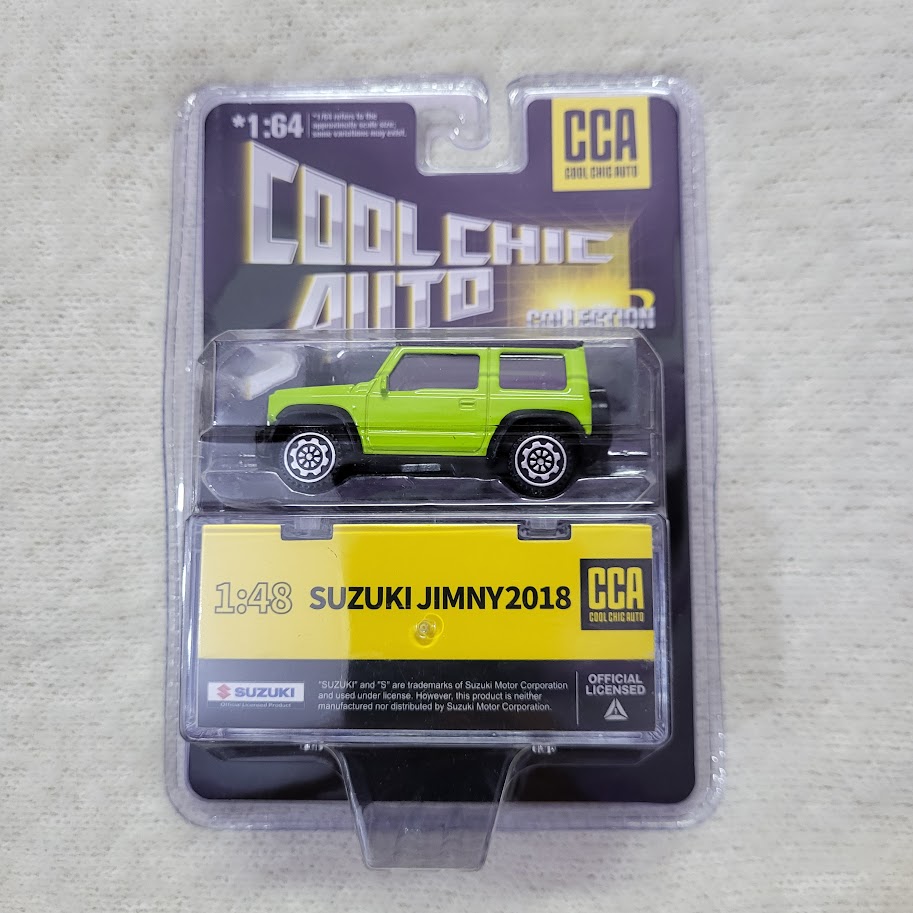 *1:64
*1/64 refers to the
approximate scale size,
some variations may exist.
CCA
COOL CHIC AUTO
COOL CHIC
AUTO
COLLECTION
1:48 SUZUKI JIMNY2018
CCA
COOL CHIC AUTO
SUZUKI
Official Licensed Product
"SUZUKI" and "S" are trademarks of Suzuki Motor Corporation
and used under license. However, this product is neither
manufactured nor distributed by Suzuki Motor Corporation.
OFFICIAL
LICENSED